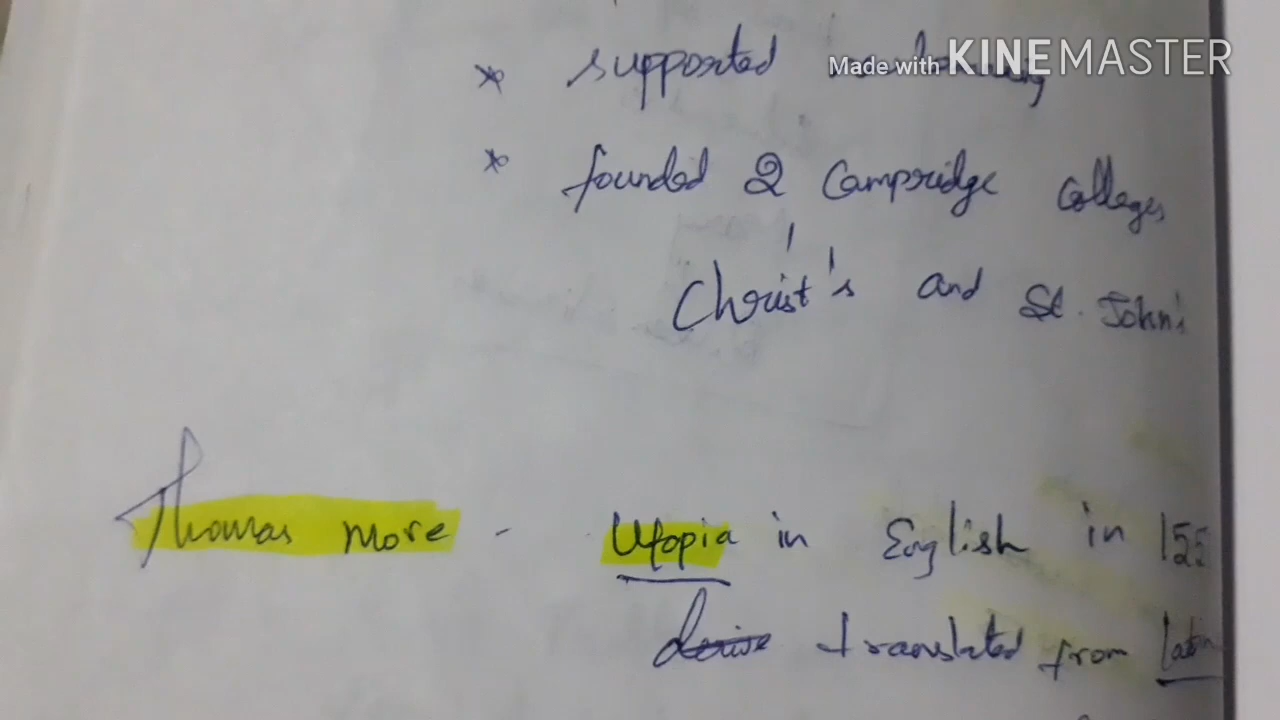 * supported
Made with KINEMASTER
* founded 2 Campridge Colleges
Christ's and St. John's
Thomas More - Utopia in English in 155
translated from latin